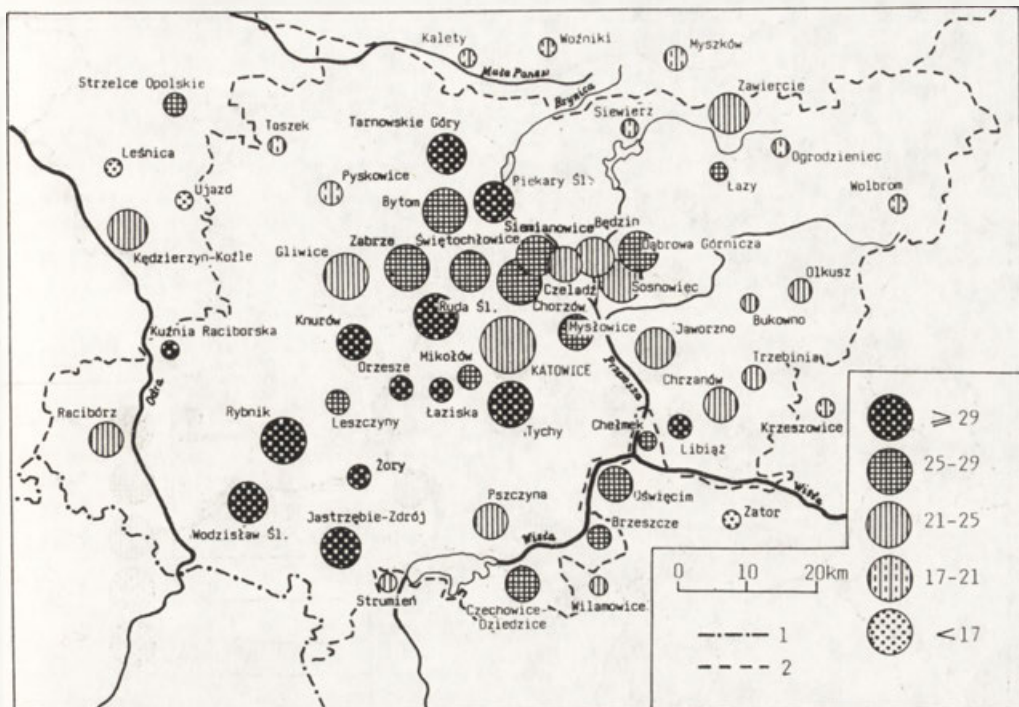 Kalety
Woźniki
Myszków
Strzelce Opolskie
Mała Panew
Brynica
Zawiercie
Toszek
Tarnowskie Góry
Siewierz
Ogrodzieniec
Leśnica
Ujazd
Pyskowice
Piekary Śl.
Łazy
Wolbrom
Bytom
Siemianowice
Będzin
Kędzierzyn-Koźle
Gliwice
Zabrze
Świętochłowice
Dąbrowa Górnicza
Czeladź
Sosnowiec
Olkusz
Chorzów
Bukowno
Kuźnia Raciborska
Knurów
Ruda Śl.
Mysłowice
Jaworzno
Orzesze
Mikołów
KATOWICE
Przemsza
Trzebinia
Chrzanów
Odra
Racibórz
Rybnik
Leszczyny
Łaziska
Tychy
Chełmek
Libiąż
Krzeszowice
Żory
Pszczyna
Oświęcim
Wisła
Zator
Wodzisław Śl.
Jastrzębie-Zdrój
Wisła
Brzeszcze
Strumień
Czechowice-
Dziedzice
Wilamowice
⩾ 29
25-29
21-25
17-21
<17
0 10 20km
1
2